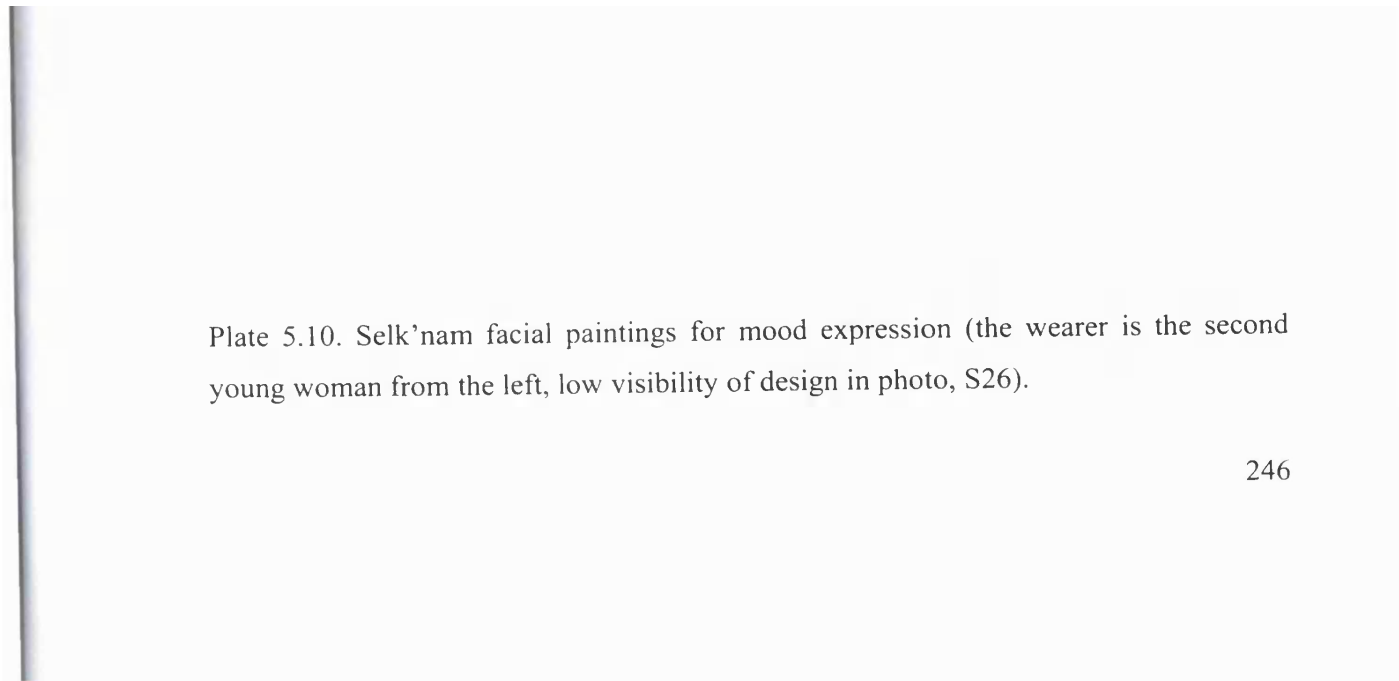 Plate 5.10. Selk'nam facial paintings for mood expression (the wearer is the second
young woman from the left, low visibility of design in photo, S26).
246